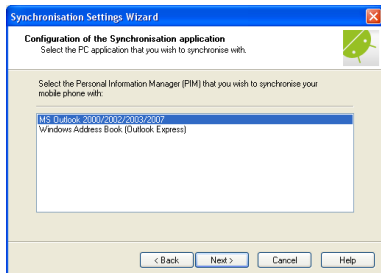 Synchronisation Settings Wizard
Configuration of the Synchronisation application
Select the PC application that you wish to synchronise with.
Select the Personal Information Manager (PIM) that you wish to synchronise your
mobile phone with:
MS Outlook 2000/2002/2003/2007
Windows Address Book (Outlook Express)
< Back
Next >
Cancel
Help